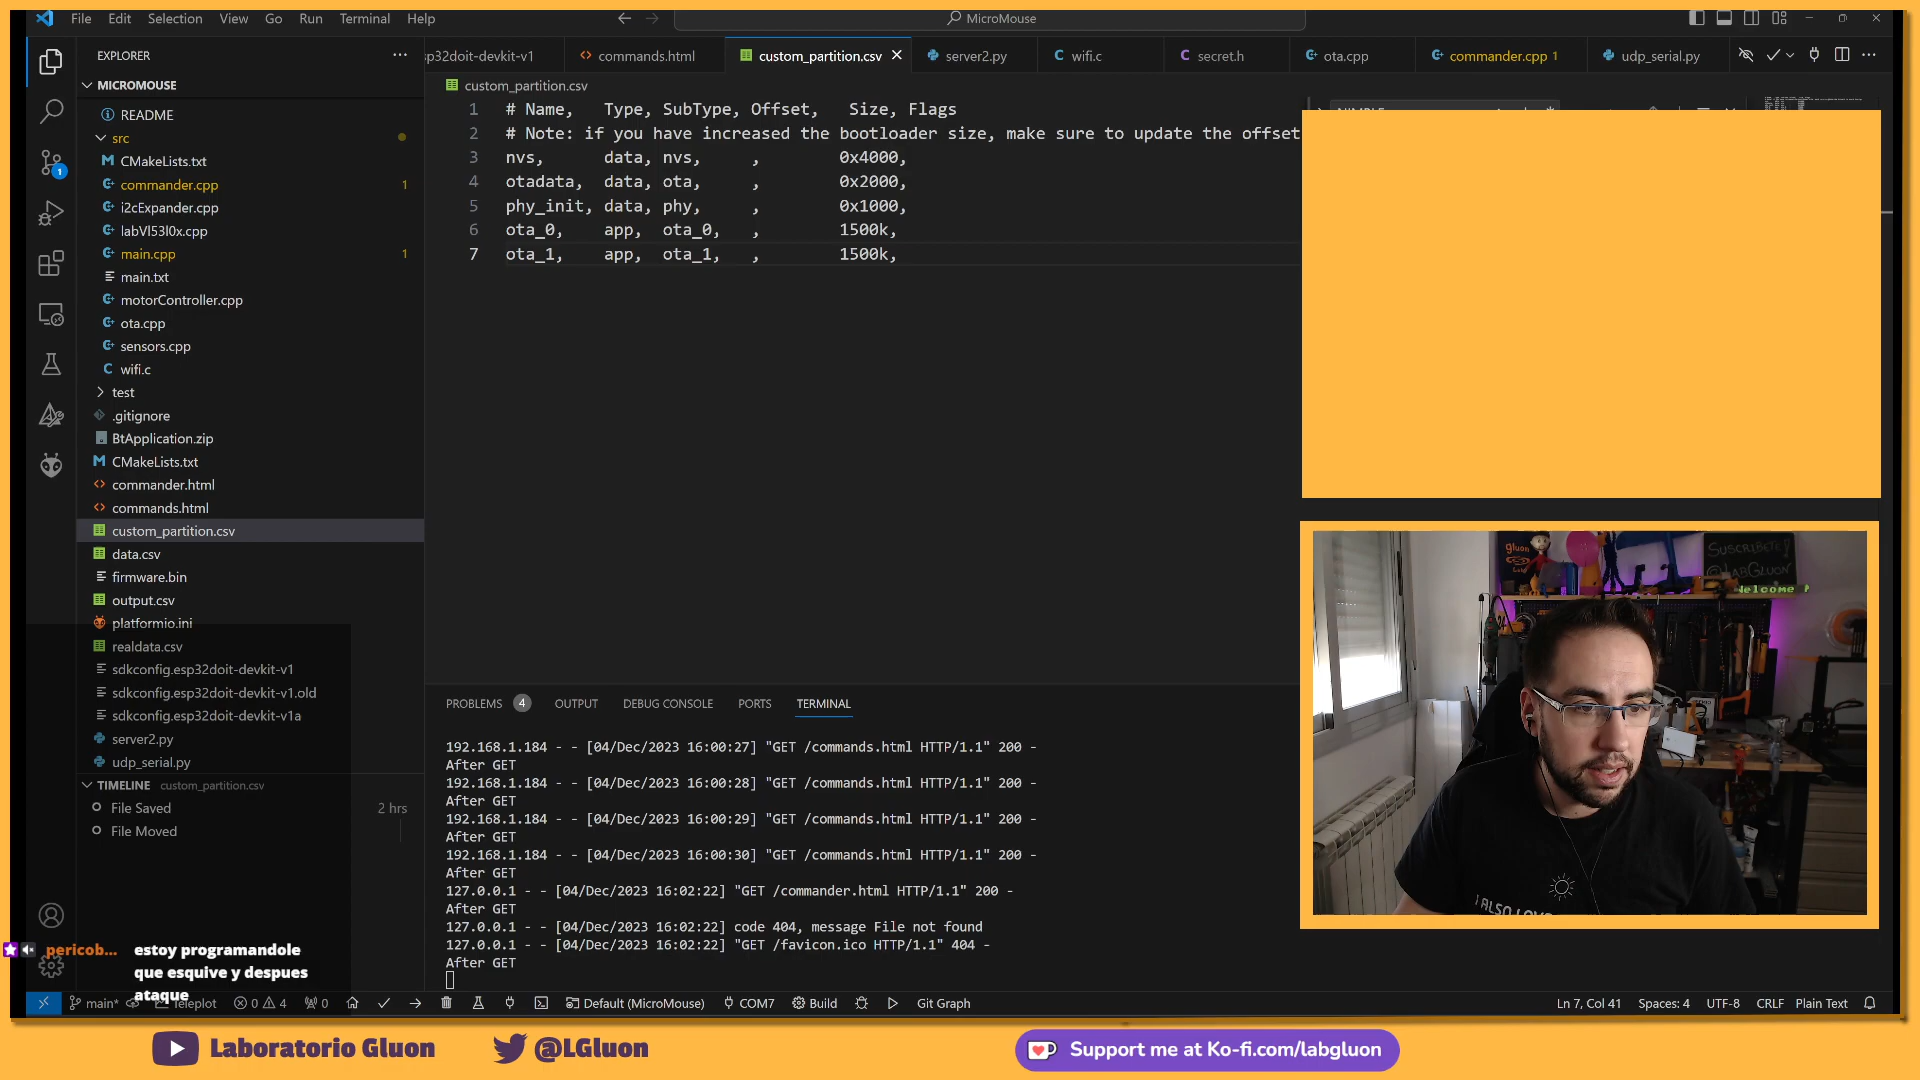 File Edit Selection View Go Run Terminal Help
MicroMouse
EXPLORER
MICROMOUSE
README
src
CMakeLists.txt
commander.cpp 1
i2cExpander.cpp
labVl53l0x.cpp
main.cpp 1
main.txt
motorController.cpp
ota.cpp
sensors.cpp
wifi.c
test
.gitignore
BtApplication.zip
CMakeLists.txt
commander.html
commands.html
custom_partition.csv
data.csv
firmware.bin
output.csv
platformio.ini
realdata.csv
sdkconfig.esp32doit-devkit-v1
sdkconfig.esp32doit-devkit-v1.old
sdkconfig.esp32doit-devkit-v1a
server2.py
udp_serial.py
TIMELINE custom_partition.csv
File Saved 2 hrs
File Moved
sp32doit-devkit-v1 commands.html custom_partition.csv server2.py wifi.c secret.h ota.cpp commander.cpp 1 udp_serial.py
custom_partition.csv
1 # Name, Type, SubType, Offset, Size, Flags
2 # Note: if you have increased the bootloader size, make sure to update the offset
3 nvs, data, nvs, , 0x4000,
4 otadata, data, ota, , 0x2000,
5 phy_init, data, phy, , 0x1000,
6 ota_0, app, ota_0, , 1500k,
7 ota_1, app, ota_1, , 1500k,
PROBLEMS 4 OUTPUT DEBUG CONSOLE PORTS TERMINAL
192.168.1.184 - - [04/Dec/2023 16:00:27] "GET /commands.html HTTP/1.1" 200 -
After GET
192.168.1.184 - - [04/Dec/2023 16:00:28] "GET /commands.html HTTP/1.1" 200 -
After GET
192.168.1.184 - - [04/Dec/2023 16:00:29] "GET /commands.html HTTP/1.1" 200 -
After GET
192.168.1.184 - - [04/Dec/2023 16:00:30] "GET /commands.html HTTP/1.1" 200 -
After GET
127.0.0.1 - - [04/Dec/2023 16:02:22] "GET /commander.html HTTP/1.1" 200 -
After GET
127.0.0.1 - - [04/Dec/2023 16:02:22] code 404, message File not found
127.0.0.1 - - [04/Dec/2023 16:02:22] "GET /favicon.ico HTTP/1.1" 404 -
After GET
gluon
SUSCRIBETE!
@LABGLUON
Welcome !
I ALSO LOVE
pericob... estoy programandole
que esquive y despues
ataque
main* Teleplot 0 4 0 Default (MicroMouse) COM7 Build Git Graph Ln 7, Col 41 Spaces: 4 UTF-8 CRLF Plain Text
Laboratorio Gluon @LGluon Support me at Ko-fi.com/labgluon